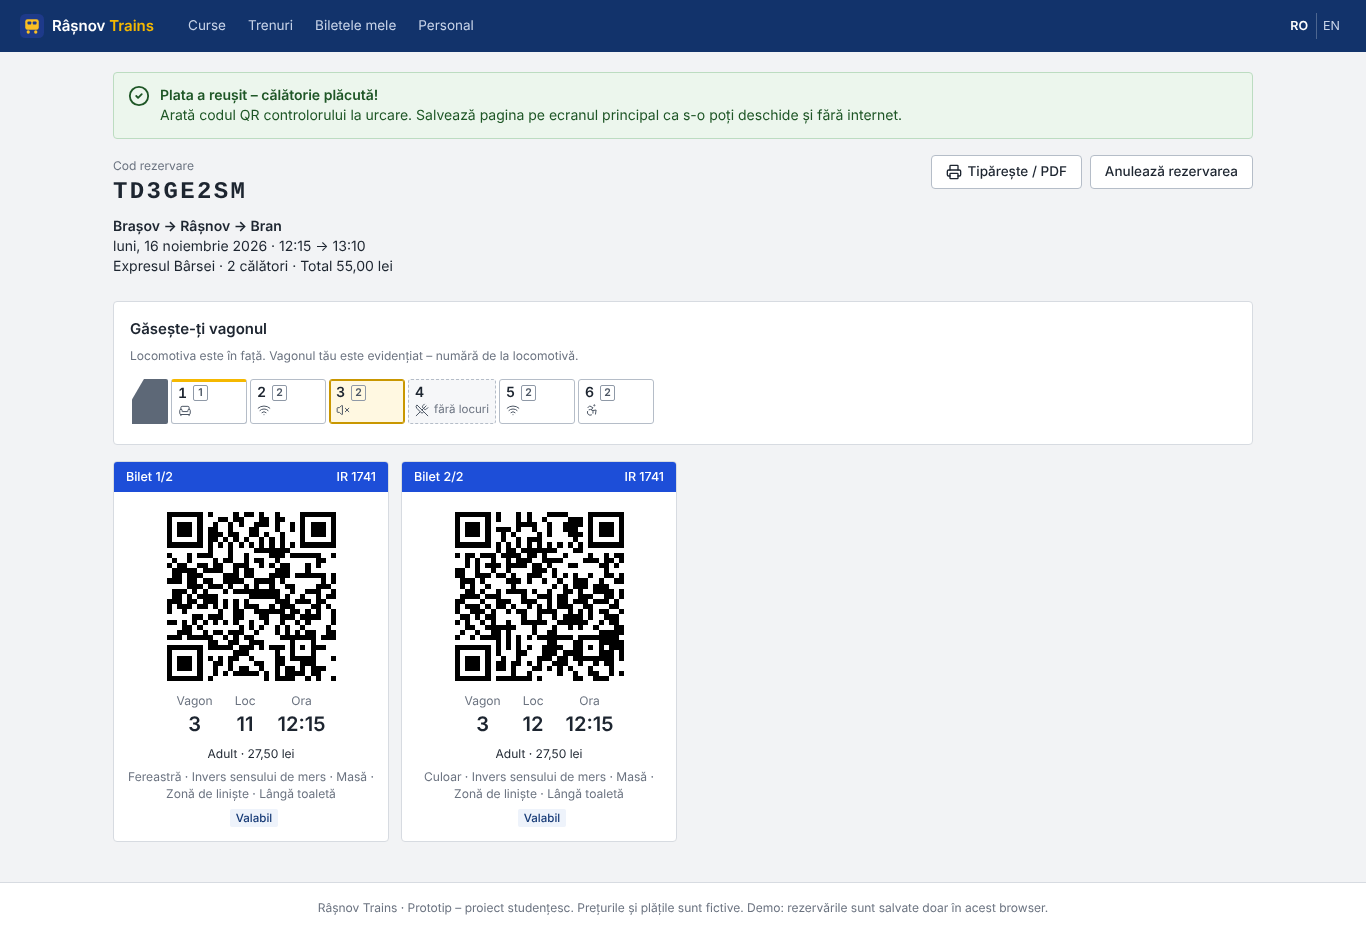 Râșnov Trains
Curse
Trenuri
Biletele mele
Personal
RO
EN
Plata a reușit – călătorie plăcută!
Arată codul QR controlorului la urcare. Salvează pagina pe ecranul principal ca s-o poți deschide și fără internet.
Cod rezervare
TD3GE2SM
Tipărește / PDF
Anulează rezervarea
Brașov → Râșnov → Bran
luni, 16 noiembrie 2026 · 12:15 → 13:10
Expresul Bârsei · 2 călători · Total 55,00 lei
Găsește-ți vagonul
Locomotiva este în față. Vagonul tău este evidențiat – numără de la locomotivă.
1 1
2 2
3 2
4
fără locuri
5 2
6 2
Bilet 1/2 IR 1741
Vagon Loc Ora
3 11 12:15
Adult · 27,50 lei
Fereastră · Invers sensului de mers · Masă ·
Zonă de liniște · Lângă toaletă
Valabil
Bilet 2/2 IR 1741
Vagon Loc Ora
3 12 12:15
Adult · 27,50 lei
Culoar · Invers sensului de mers · Masă ·
Zonă de liniște · Lângă toaletă
Valabil
Râșnov Trains · Prototip – proiect studențesc. Prețurile și plățile sunt fictive. Demo: rezervările sunt salvate doar în acest browser.